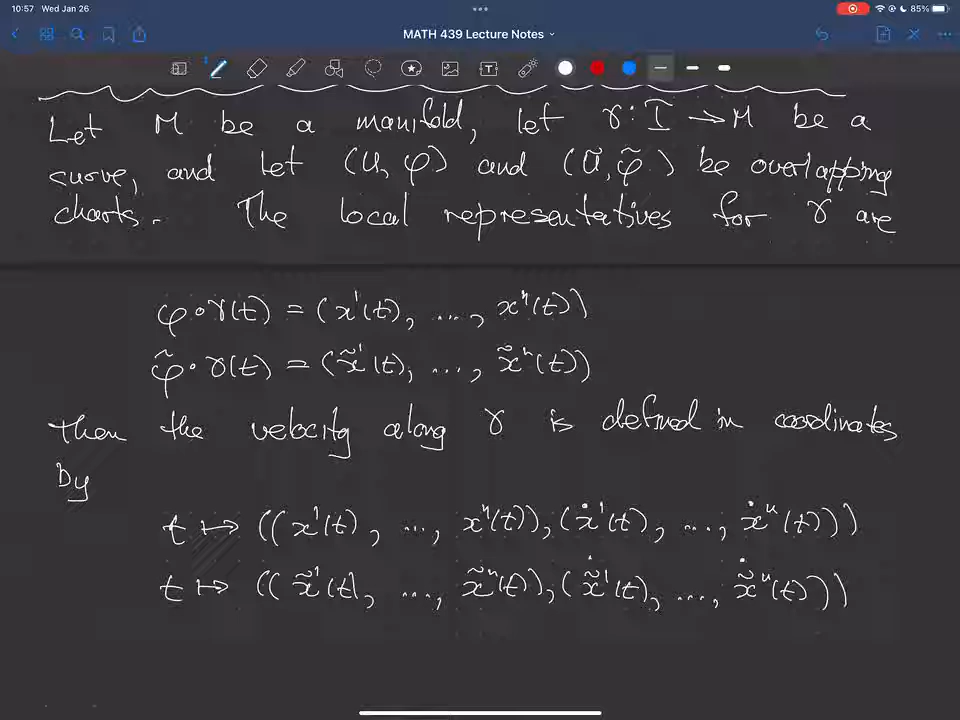 10:57 Wed Jan 26
85%
MATH 439 Lecture Notes
Let M be a manifold, let γ: I → M be a
curve, and let (U, φ) and (Ũ, φ̃) be overlapping
charts. The local representatives for γ are
φ∘γ(t) = (x¹(t), ..., xⁿ(t))
φ̃∘γ(t) = (x̃¹(t), ..., x̃ⁿ(t))
Then the velocity along γ is defined in coordinates
by
t ↦ ((x¹(t), ..., xⁿ(t)), (ẋ¹(t), ..., ẋⁿ(t)))
t ↦ ((x̃¹(t), ..., x̃ⁿ(t)), (x̃̇¹(t), ..., x̃̇ⁿ(t)))